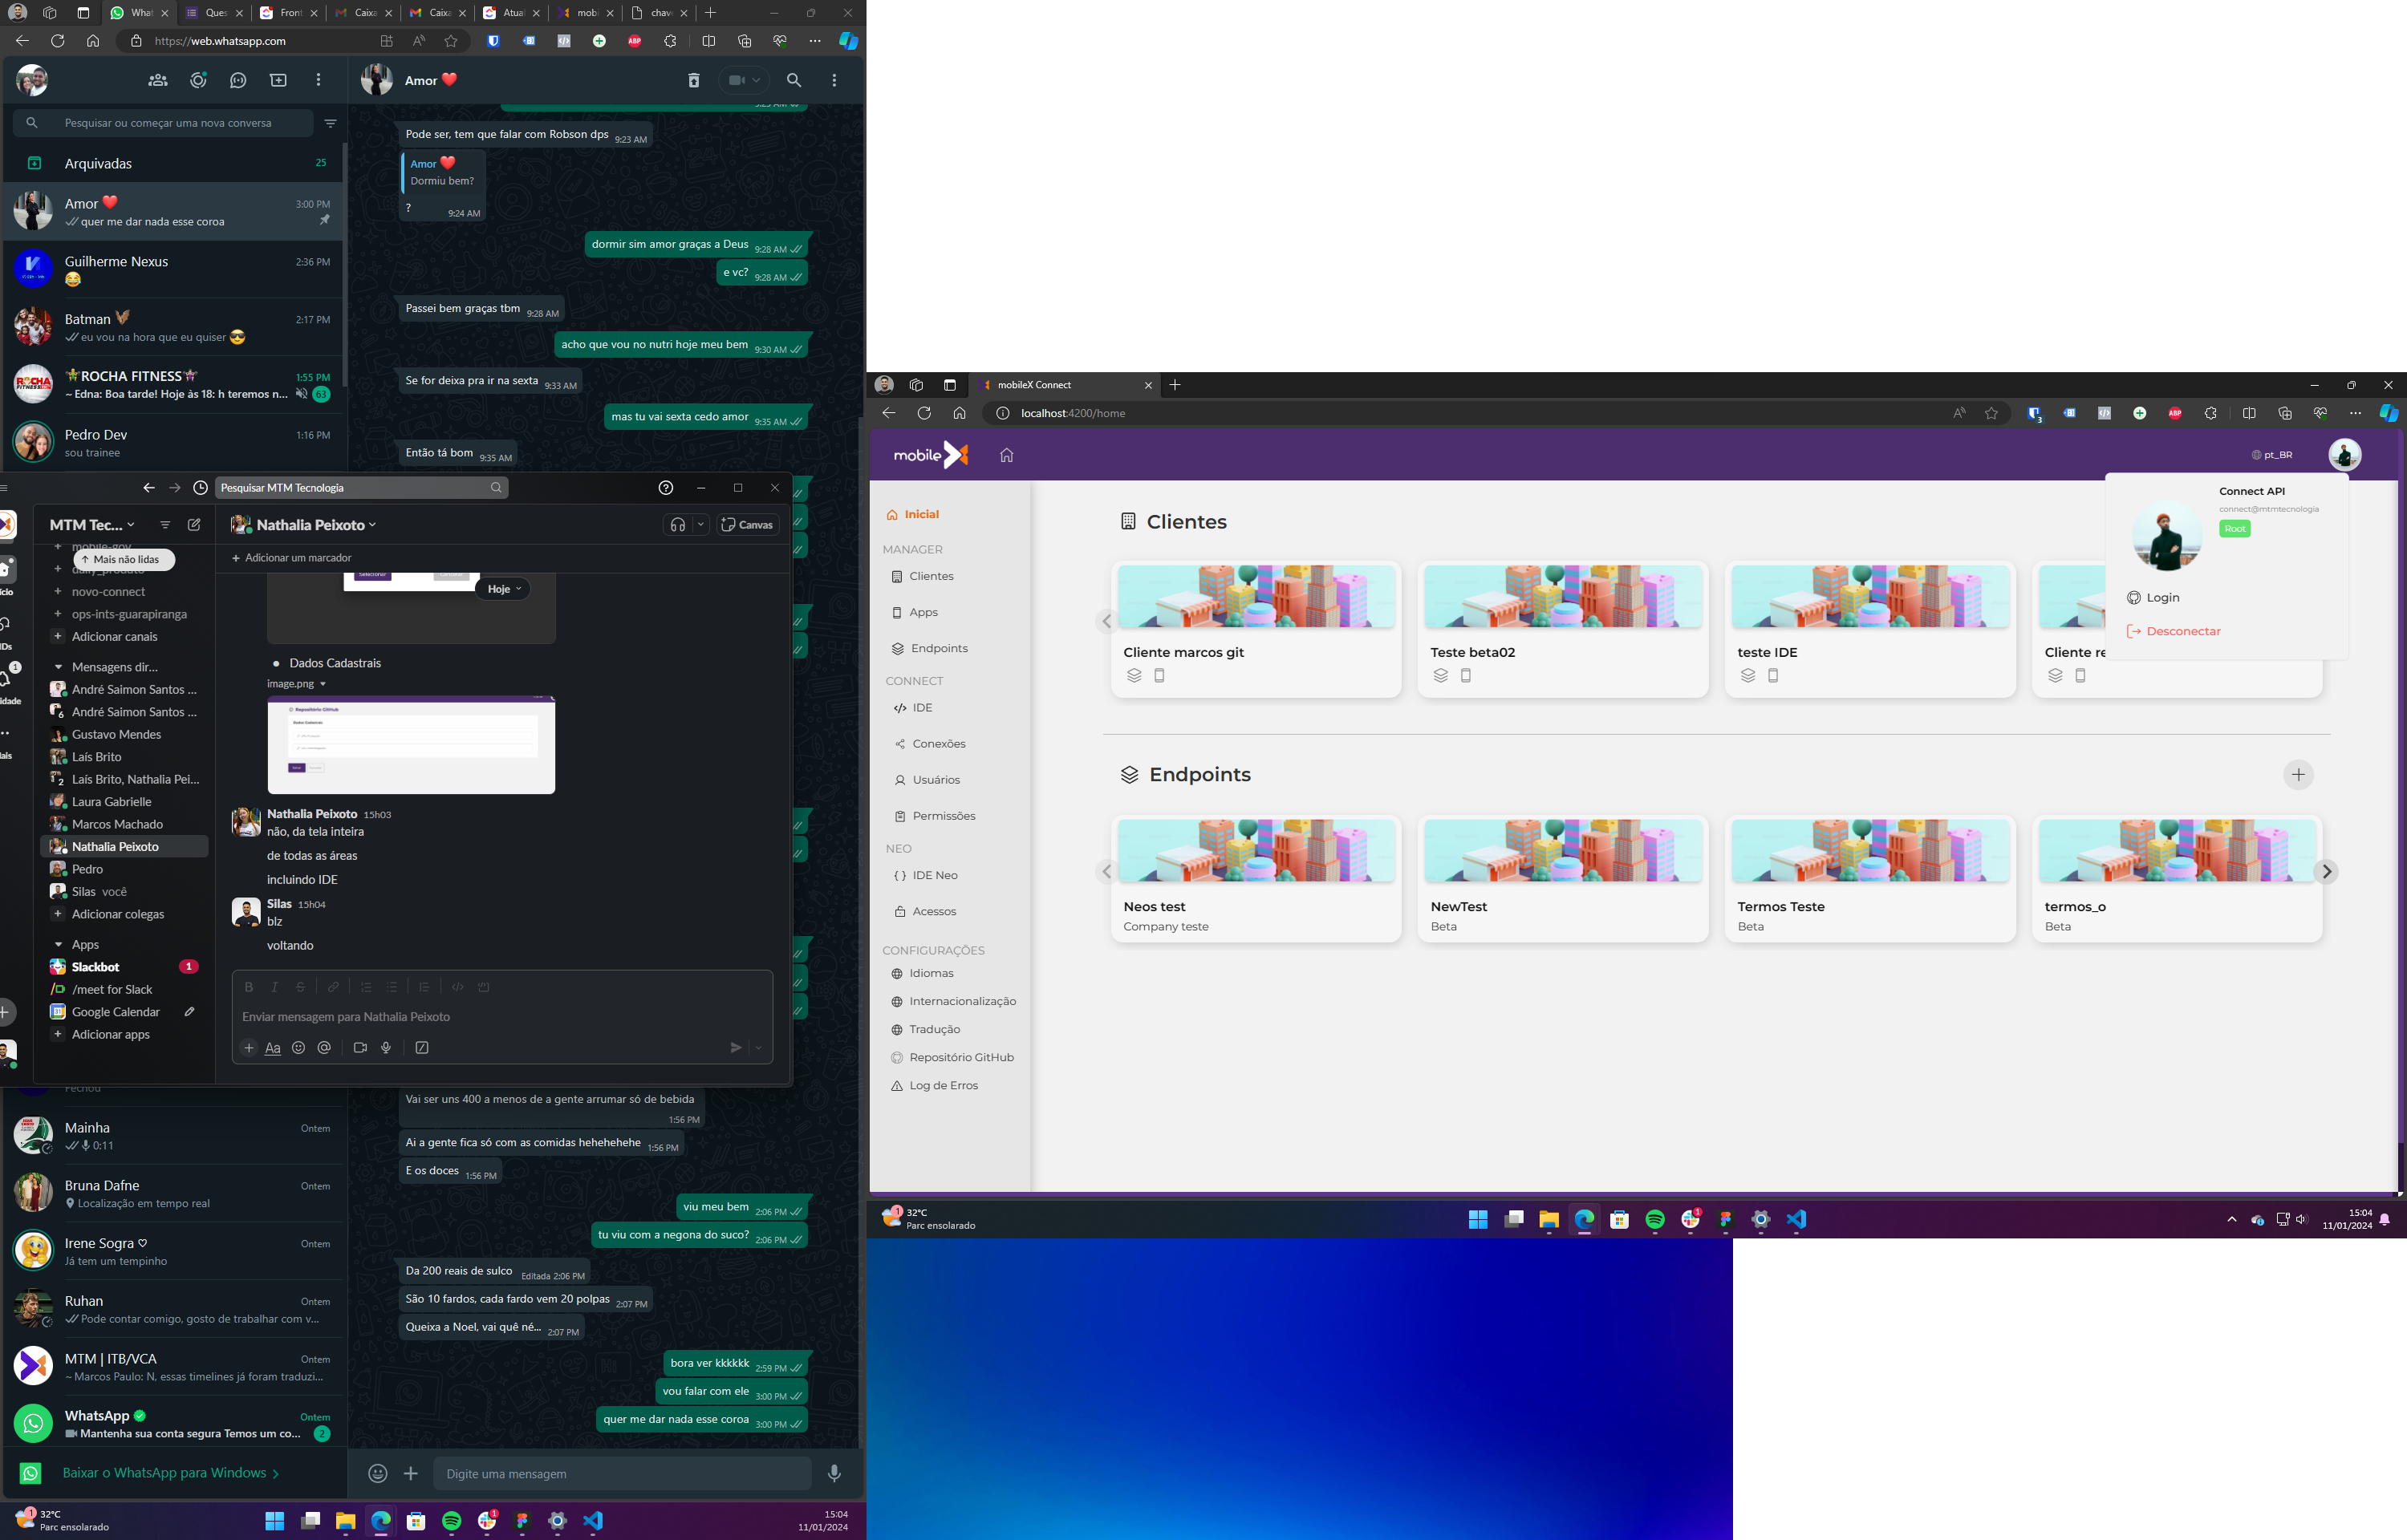 What
Ques
Front
Caixa
Caixa
Atual
mobi
chav
https://web.whatsapp.com
Amor ❤️
Pesquisar ou começar uma nova conversa
Arquivadas
25
Amor ❤️
3:00 PM
quer me dar nada esse coroa
Guilherme Nexus
2:36 PM
😂
Batman
2:17 PM
eu vou na hora que eu quiser 😎
ROCHA FITNESS
1:55 PM
~ Edna: Boa tarde! Hoje às 18: h teremos n...
63
Pedro Dev
1:16 PM
sou trainee
Pode ser, tem que falar com Robson dps
9:23 AM
Amor ❤️
Dormiu bem?
?
9:24 AM
dormir sim amor graças a Deus
9:28 AM
e vc?
9:28 AM
Passei bem graças tbm
9:28 AM
acho que vou no nutri hoje meu bem
9:30 AM
Se for deixa pra ir na sexta
9:33 AM
mas tu vai sexta cedo amor
9:35 AM
Então tá bom
9:35 AM
Pesquisar MTM Tecnologia
MTM Tec...
Mais não lidas
novo-connect
ops-ints-guarapiranga
Adicionar canais
Mensagens dir...
André Saimon Santos ...
6 André Saimon Santos ...
Gustavo Mendes
Laís Brito
2 Laís Brito, Nathalia Pei...
Laura Gabrielle
Marcos Machado
Nathalia Peixoto
Pedro
Silas você
Adicionar colegas
Apps
Slackbot
1
/meet for Slack
Google Calendar
Adicionar apps
Nathalia Peixoto
Canvas
Adicionar um marcador
Selecionar
Hoje
Dados Cadastrais
image.png
Repositório GitHub
Nathalia Peixoto 15h03
não, da tela inteira
de todas as áreas
incluindo IDE
Silas 15h04
blz
voltando
Enviar mensagem para Nathalia Peixoto
Aa
Mainha
Ontem
0:11
Bruna Dafne
Ontem
Localização em tempo real
Irene Sogra ♡
Ontem
Já tem um tempinho
Ruhan
Ontem
Pode contar comigo, gosto de trabalhar com v...
MTM | ITB/VCA
Ontem
~ Marcos Paulo: N, essas timelines já foram traduzi...
WhatsApp
Ontem
Mantenha sua conta segura Temos um co...
2
Baixar o WhatsApp para Windows
Vai ser uns 400 a menos de a gente arrumar só de bebida
1:56 PM
Ai a gente fica só com as comidas hehehehehe
1:56 PM
E os doces
1:56 PM
viu meu bem
2:06 PM
tu viu com a negona do suco?
2:06 PM
Da 200 reais de sulco
Editada 2:06 PM
São 10 fardos, cada fardo vem 20 polpas
2:07 PM
Queixa a Noel, vai quê né...
2:07 PM
bora ver kkkkkk
2:59 PM
vou falar com ele
3:00 PM
quer me dar nada esse coroa
3:00 PM
Digite uma mensagem
32°C
Parc ensolarado
15:04
11/01/2024
mobileX Connect
localhost:4200/home
mobile
pt_BR
Connect API
connect@mtmtecnologia
Root
Login
Desconectar
Inicial
MANAGER
Clientes
Apps
Endpoints
CONNECT
IDE
Conexões
Usuários
Permissões
NEO
IDE Neo
Acessos
CONFIGURAÇÕES
Idiomas
Internacionalização
Tradução
Repositório GitHub
Log de Erros
Clientes
Cliente marcos git
Teste beta02
teste IDE
Cliente re
Endpoints
Neos test
Company teste
NewTest
Beta
Termos Teste
Beta
termos_o
Beta
32°C
Parc ensolarado
15:04
11/01/2024